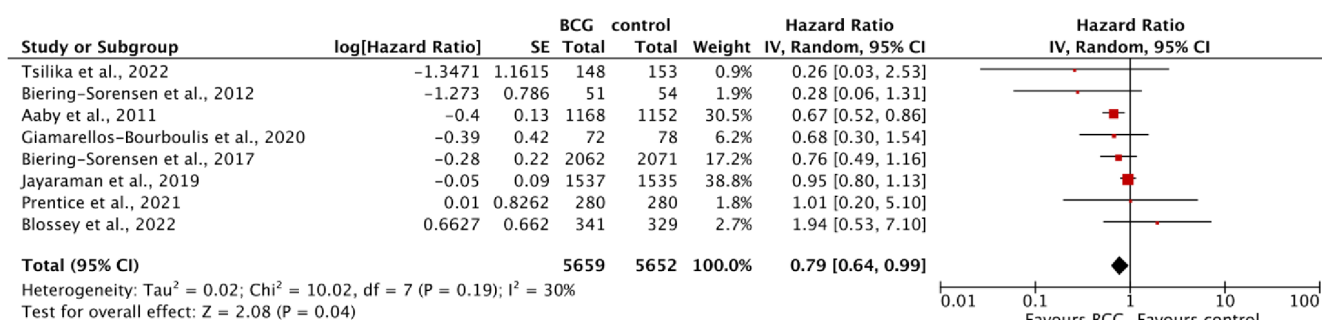 BCG control Hazard Ratio Hazard Ratio
Study or Subgroup log[Hazard Ratio] SE Total Total Weight IV, Random, 95% CI IV, Random, 95% CI
Tsilika et al., 2022 −1.3471 1.1615 148 153 0.9% 0.26 [0.03, 2.53]
Biering-Sorensen et al., 2012 −1.273 0.786 51 54 1.9% 0.28 [0.06, 1.31]
Aaby et al., 2011 −0.4 0.13 1168 1152 30.5% 0.67 [0.52, 0.86]
Giamarellos-Bourboulis et al., 2020 −0.39 0.42 72 78 6.2% 0.68 [0.30, 1.54]
Biering-Sorensen et al., 2017 −0.28 0.22 2062 2071 17.2% 0.76 [0.49, 1.16]
Jayaraman et al., 2019 −0.05 0.09 1537 1535 38.8% 0.95 [0.80, 1.13]
Prentice et al., 2021 0.01 0.8262 280 280 1.8% 1.01 [0.20, 5.10]
Blossey et al., 2022 0.6627 0.662 341 329 2.7% 1.94 [0.53, 7.10]
Total (95% CI) 5659 5652 100.0% 0.79 [0.64, 0.99]
Heterogeneity: Tau² = 0.02; Chi² = 10.02, df = 7 (P = 0.19); I² = 30%
Test for overall effect: Z = 2.08 (P = 0.04)
0.01 0.1 1 10 100
Favours BCG Favours control